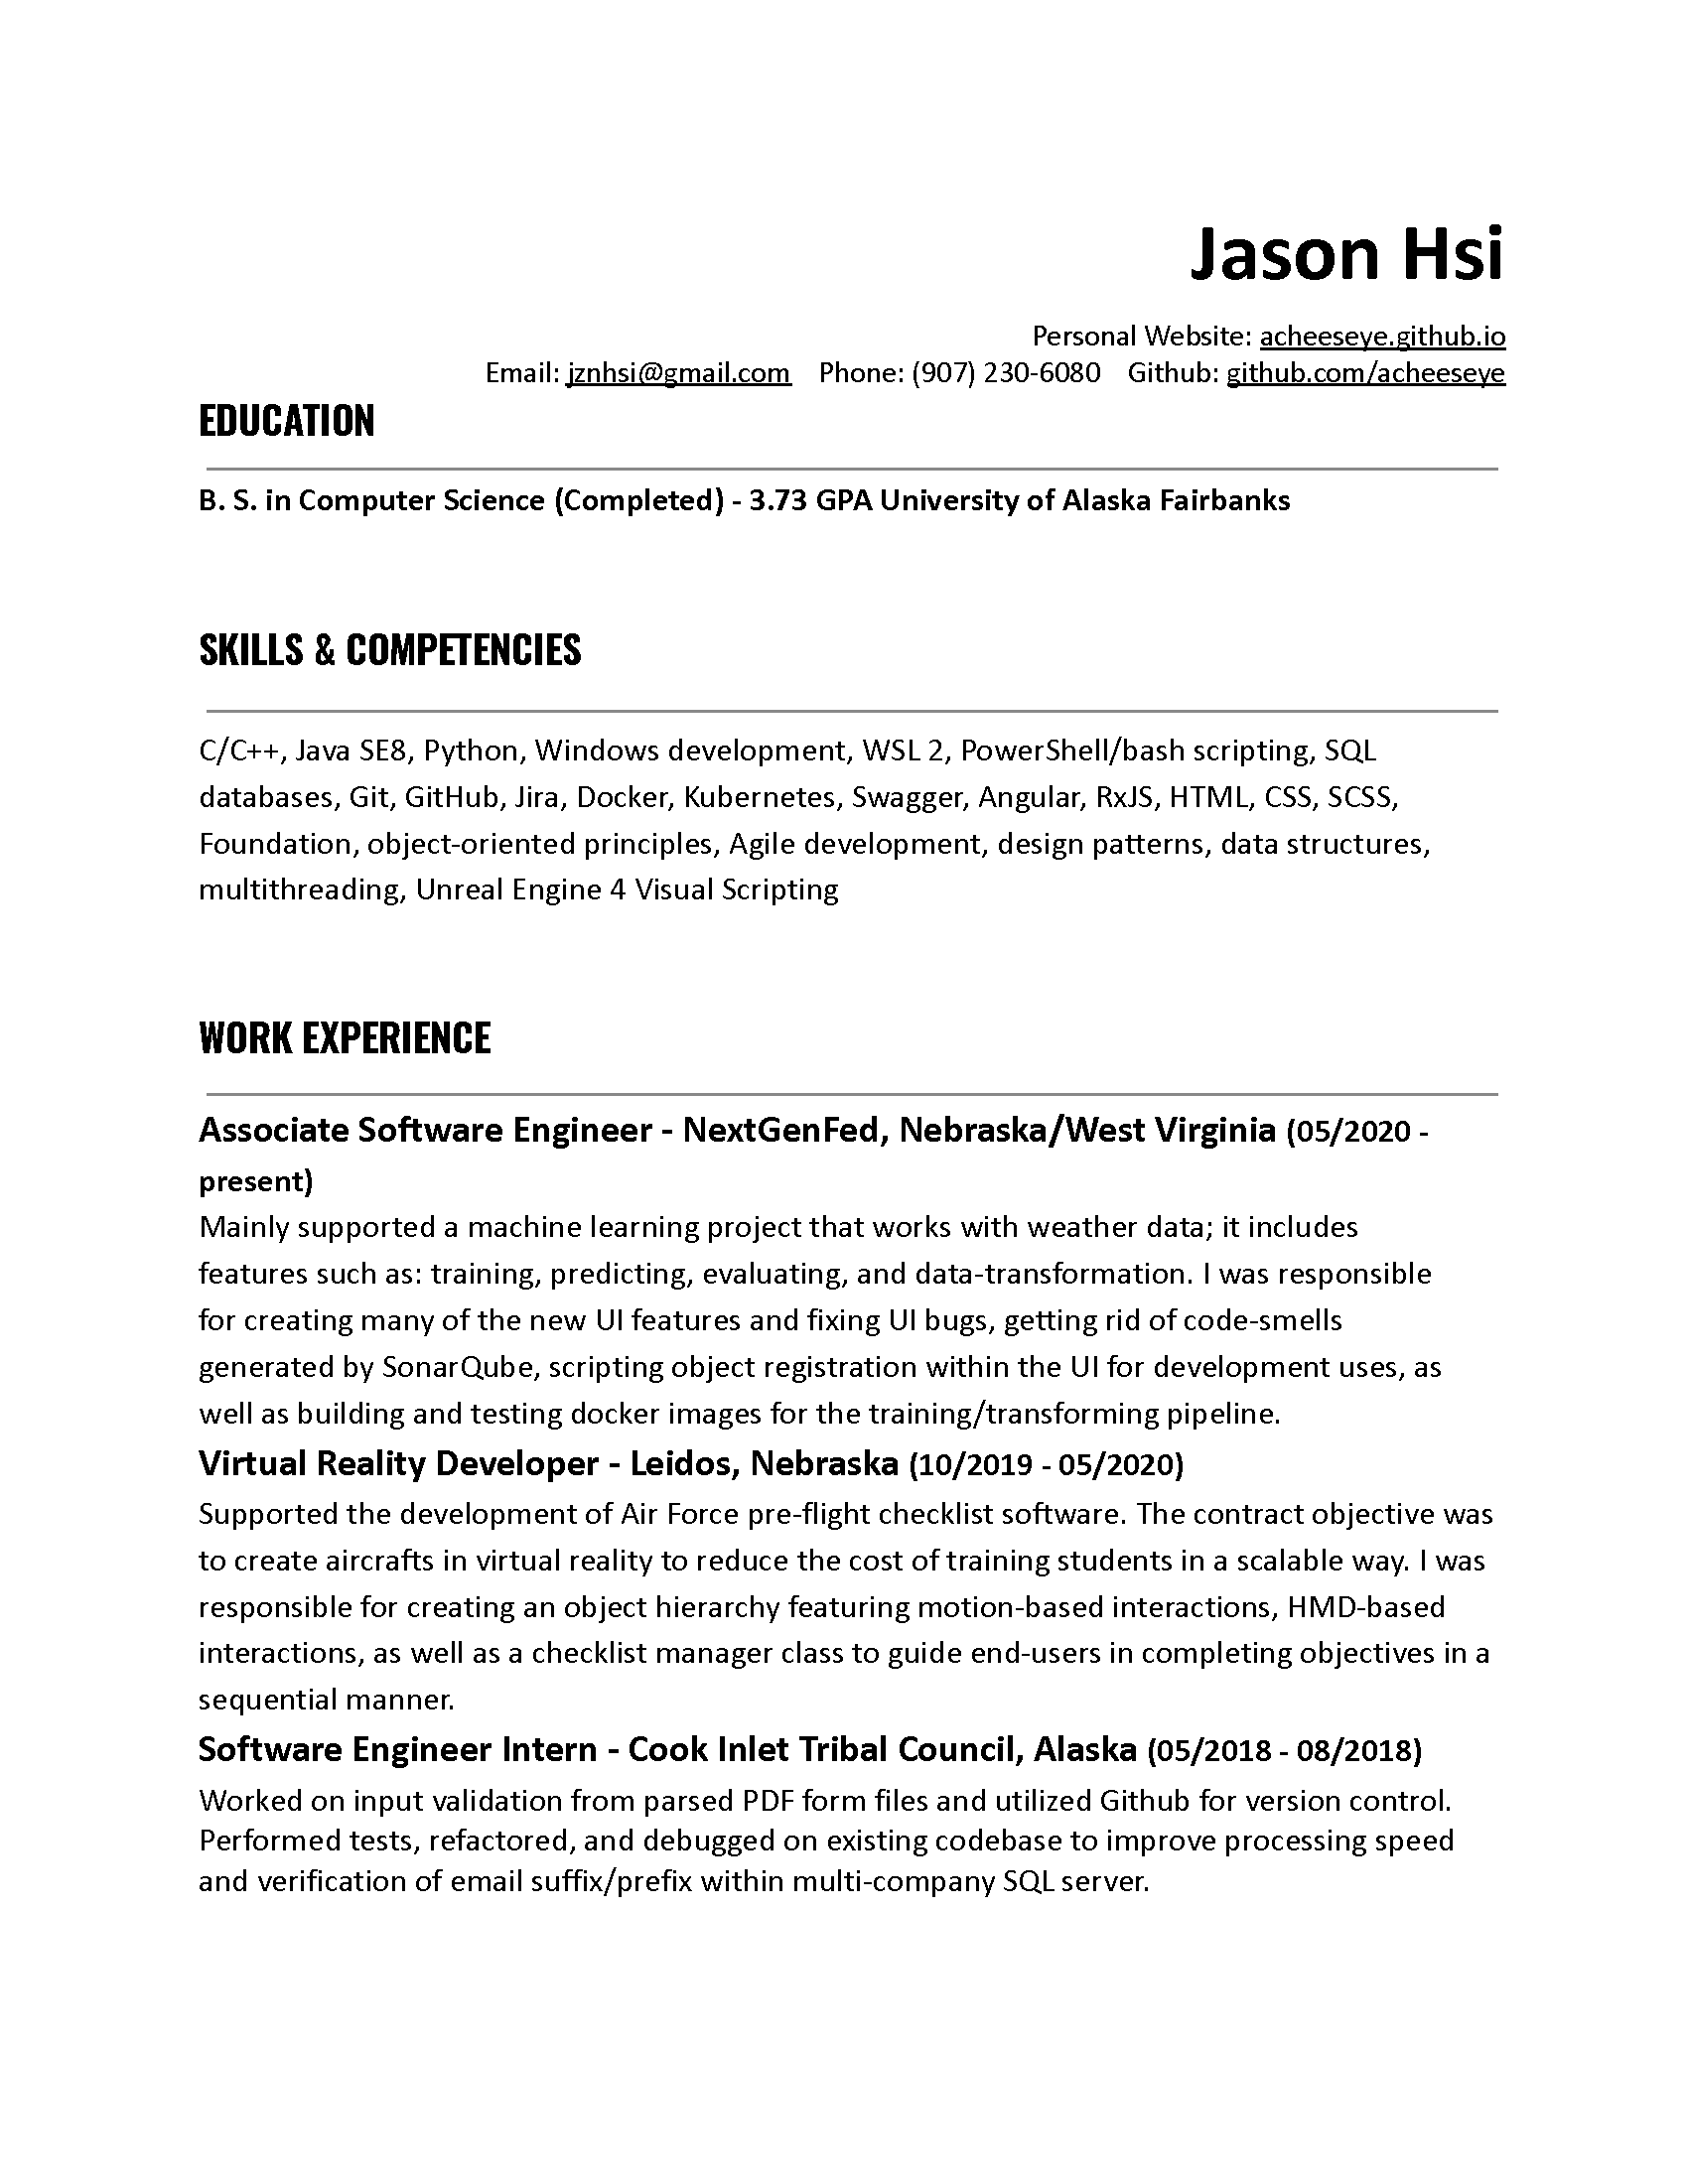 Jason Hsi
Personal Website: acheeseye.github.io
Email: jznhsi@gmail.com Phone: (907) 230-6080 Github: github.com/acheeseye
EDUCATION
B. S. in Computer Science (Completed) - 3.73 GPA University of Alaska Fairbanks
SKILLS & COMPETENCIES
C/C++, Java SE8, Python, Windows development, WSL 2, PowerShell/bash scripting, SQL
databases, Git, GitHub, Jira, Docker, Kubernetes, Swagger, Angular, RxJS, HTML, CSS, SCSS,
Foundation, object-oriented principles, Agile development, design patterns, data structures,
multithreading, Unreal Engine 4 Visual Scripting
WORK EXPERIENCE
Associate Software Engineer - NextGenFed, Nebraska/West Virginia (05/2020 -
present)
Mainly supported a machine learning project that works with weather data; it includes
features such as: training, predicting, evaluating, and data-transformation. I was responsible
for creating many of the new UI features and fixing UI bugs, getting rid of code-smells
generated by SonarQube, scripting object registration within the UI for development uses, as
well as building and testing docker images for the training/transforming pipeline.
Virtual Reality Developer - Leidos, Nebraska (10/2019 - 05/2020)
Supported the development of Air Force pre-flight checklist software. The contract objective was
to create aircrafts in virtual reality to reduce the cost of training students in a scalable way. I was
responsible for creating an object hierarchy featuring motion-based interactions, HMD-based
interactions, as well as a checklist manager class to guide end-users in completing objectives in a
sequential manner.
Software Engineer Intern - Cook Inlet Tribal Council, Alaska (05/2018 - 08/2018)
Worked on input validation from parsed PDF form files and utilized Github for version control.
Performed tests, refactored, and debugged on existing codebase to improve processing speed
and verification of email suffix/prefix within multi-company SQL server.